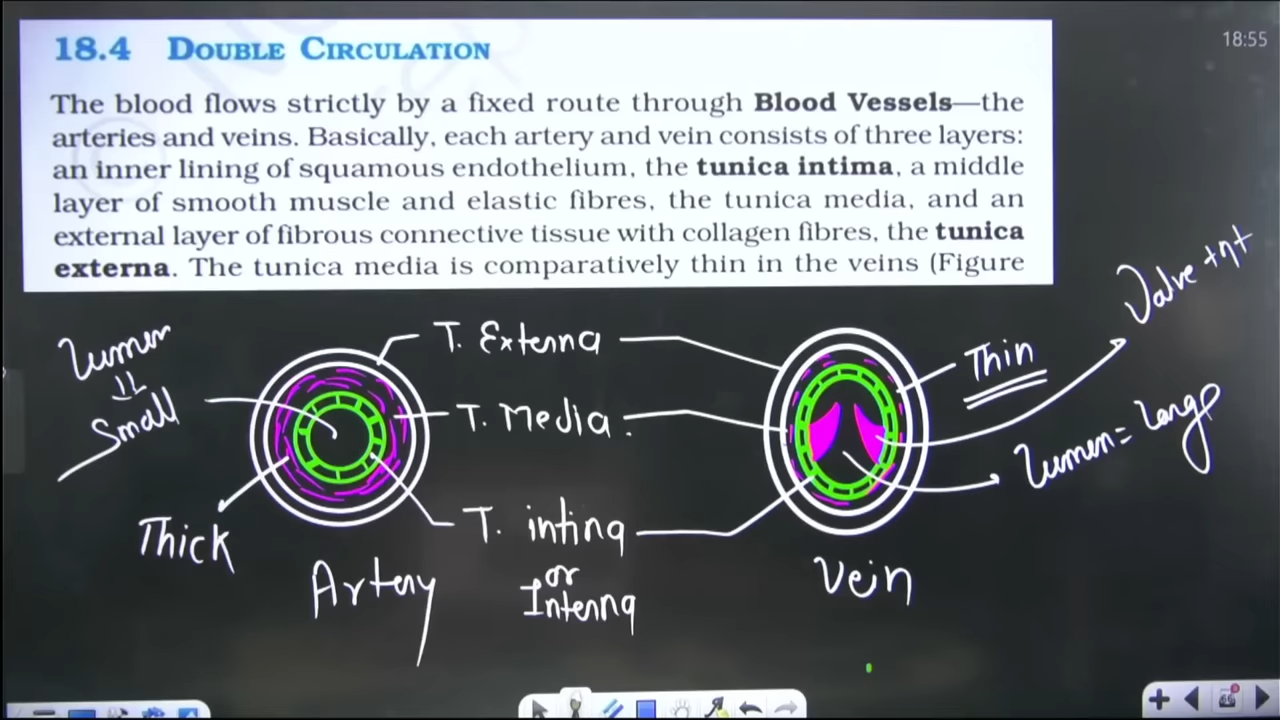 18.4 DOUBLE CIRCULATION
18:55
The blood flows strictly by a fixed route through Blood Vessels—the
arteries and veins. Basically, each artery and vein consists of three layers:
an inner lining of squamous endothelium, the tunica intima, a middle
layer of smooth muscle and elastic fibres, the tunica media, and an
external layer of fibrous connective tissue with collagen fibres, the tunica
externa. The tunica media is comparatively thin in the veins (Figure
Valve +nt
Lumen
=
Small
T. Externa
Thin
T. Media.
Lumen = Large
T. intima
or
Interna
Thick
Artery
Vein